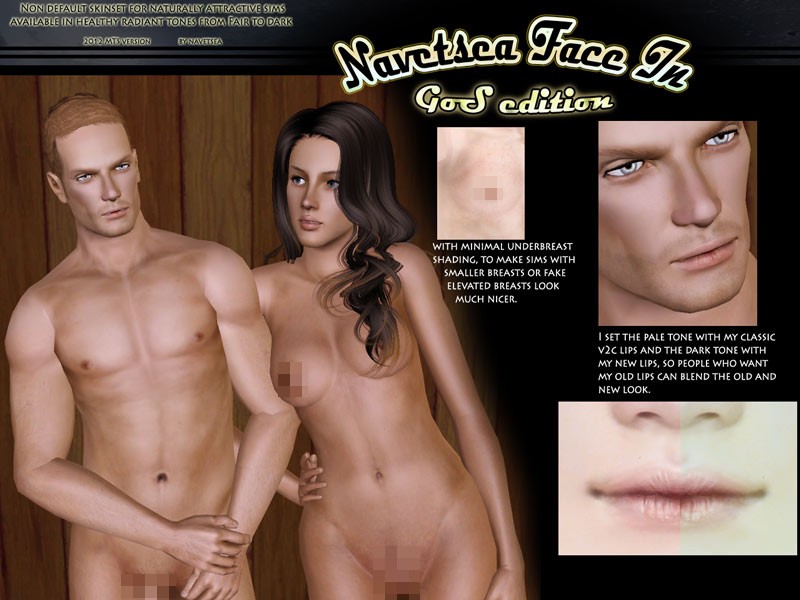 Non default skinset for naturally attractive sims
available in healthy radiant tones from Fair to dark
2012 MTS version by navetsea
Navetsea Face In
GoS edition
with minimal underbreast
shading, to make sims with
smaller breasts or fake
elevated breasts look
much nicer.
I set the pale tone with my classic
v2c lips and the dark tone with
my new lips, so people who want
my old lips can blend the old and
new look.